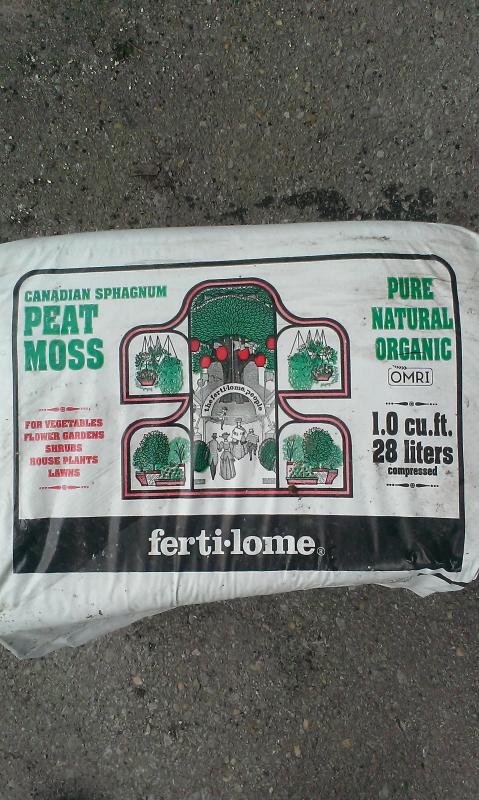 CANADIAN SPHAGNUM
PEAT
MOSS
FOR VEGETABLES
FLOWER GARDENS
SHRUBS
HOUSE PLANTS
LAWNS
the ferti·lome people
PURE
NATURAL
ORGANIC
OMRI
1.0 cu.ft.
28 liters
compressed
ferti·lome®